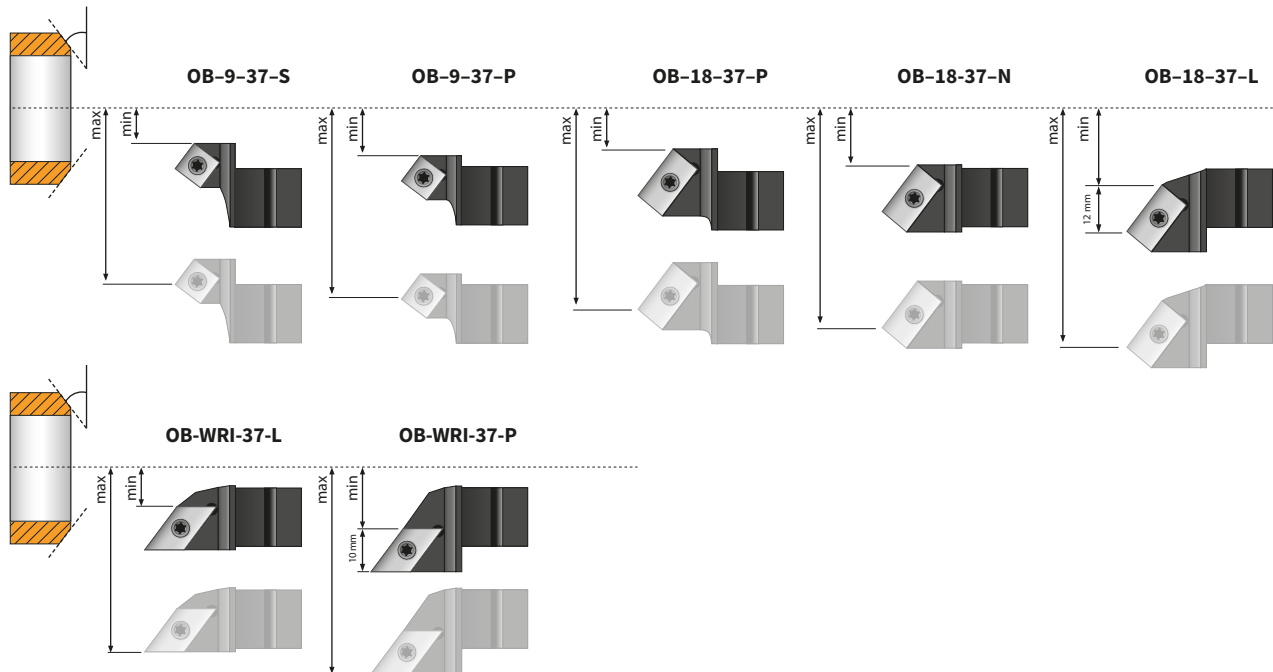 OB–9–37–S
OB–9–37–P
OB–18–37–P
OB–18-37–N
OB–18–37–L
max
min
max
min
max
min
max
min
max
min
12 mm
OB-WRI-37-L
OB-WRI-37-P
max
min
max
min
10 mm